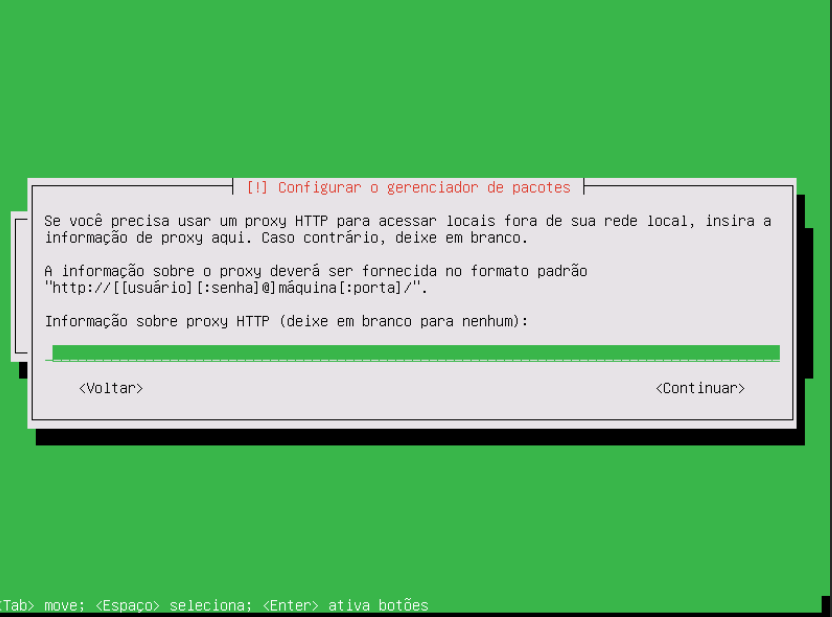 [!] Configurar o gerenciador de pacotes
Se você precisa usar um proxy HTTP para acessar locais fora de sua rede local, insira a
informação de proxy aqui. Caso contrário, deixe em branco.
A informação sobre o proxy deverá ser fornecida no formato padrão
"http://[[usuário][:senha]@]máquina[:porta]/".
Informação sobre proxy HTTP (deixe em branco para nenhum):
<Voltar> <Continuar>
<Tab> move; <Espaço> seleciona; <Enter> ativa botões